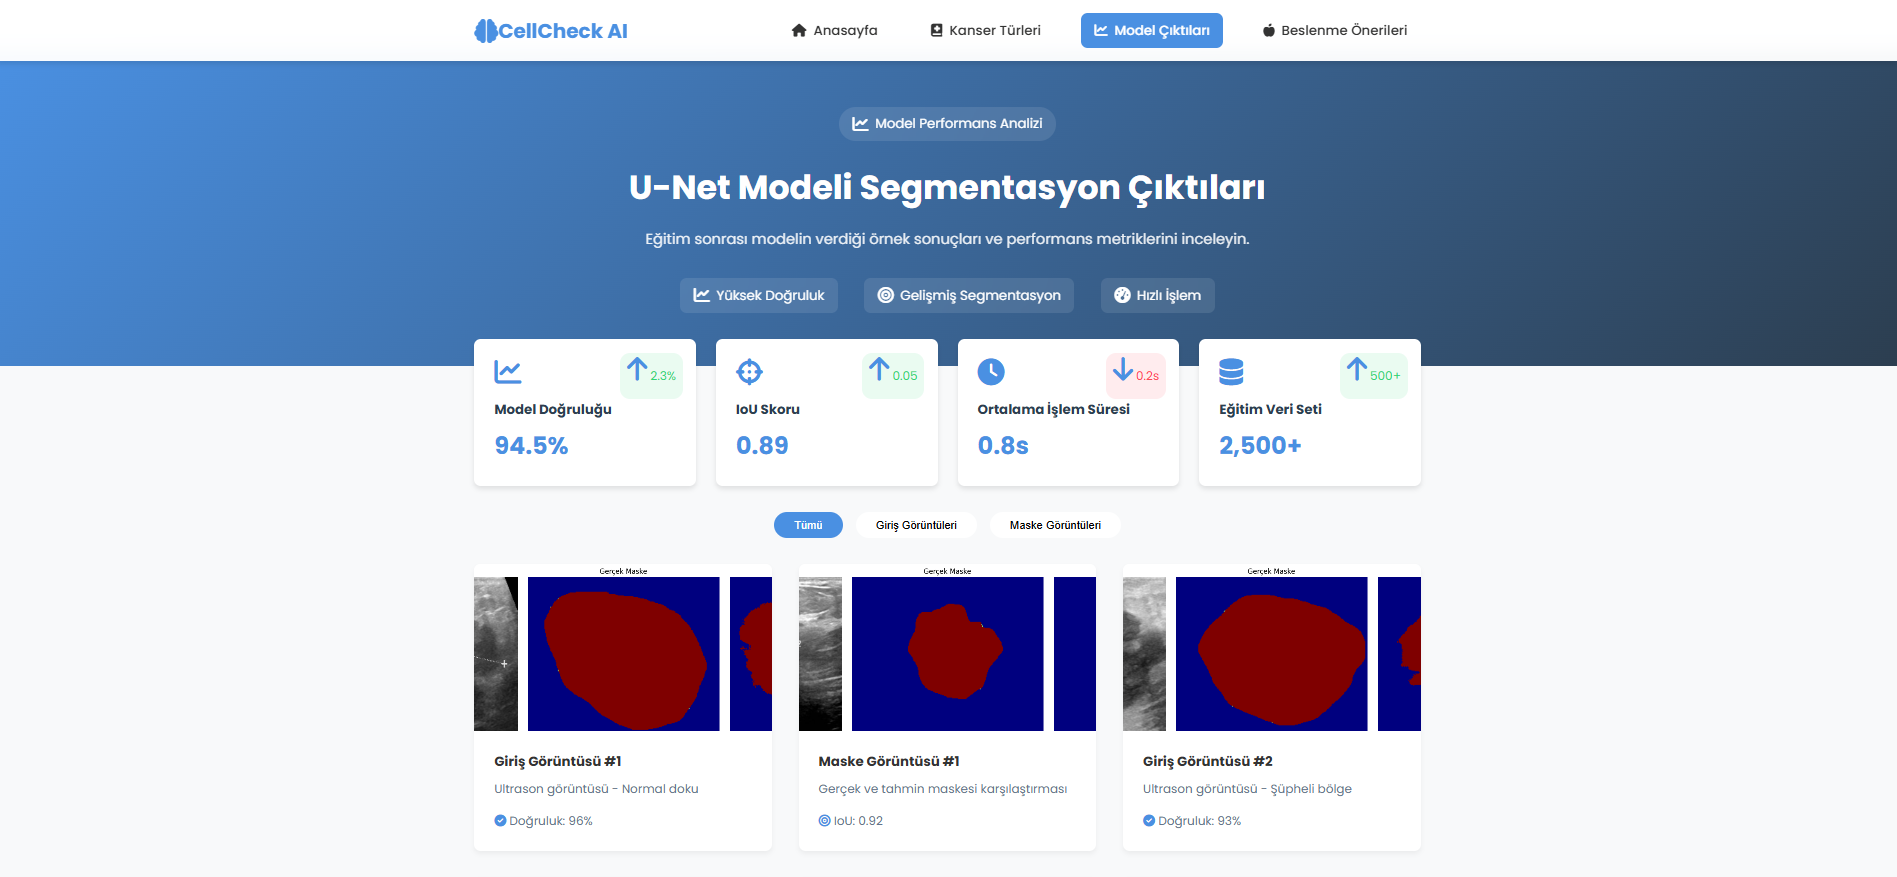 CellCheck AI
Anasayfa
Kanser Türleri
Model Çıktıları
Beslenme Önerileri
Model Performans Analizi
U-Net Modeli Segmentasyon Çıktıları
Eğitim sonrası modelin verdiği örnek sonuçları ve performans metriklerini inceleyin.
Yüksek Doğruluk
Gelişmiş Segmentasyon
Hızlı İşlem
2.3%
Model Doğruluğu
94.5%
0.05
IoU Skoru
0.89
0.2s
Ortalama İşlem Süresi
0.8s
500+
Eğitim Veri Seti
2,500+
Tümü
Giriş Görüntüleri
Maske Görüntüleri
Gerçek Maske
Giriş Görüntüsü #1
Ultrason görüntüsü - Normal doku
Doğruluk: 96%
Gerçek Maske
Maske Görüntüsü #1
Gerçek ve tahmin maskesi karşılaştırması
IoU: 0.92
Gerçek Maske
Giriş Görüntüsü #2
Ultrason görüntüsü - Şüpheli bölge
Doğruluk: 93%